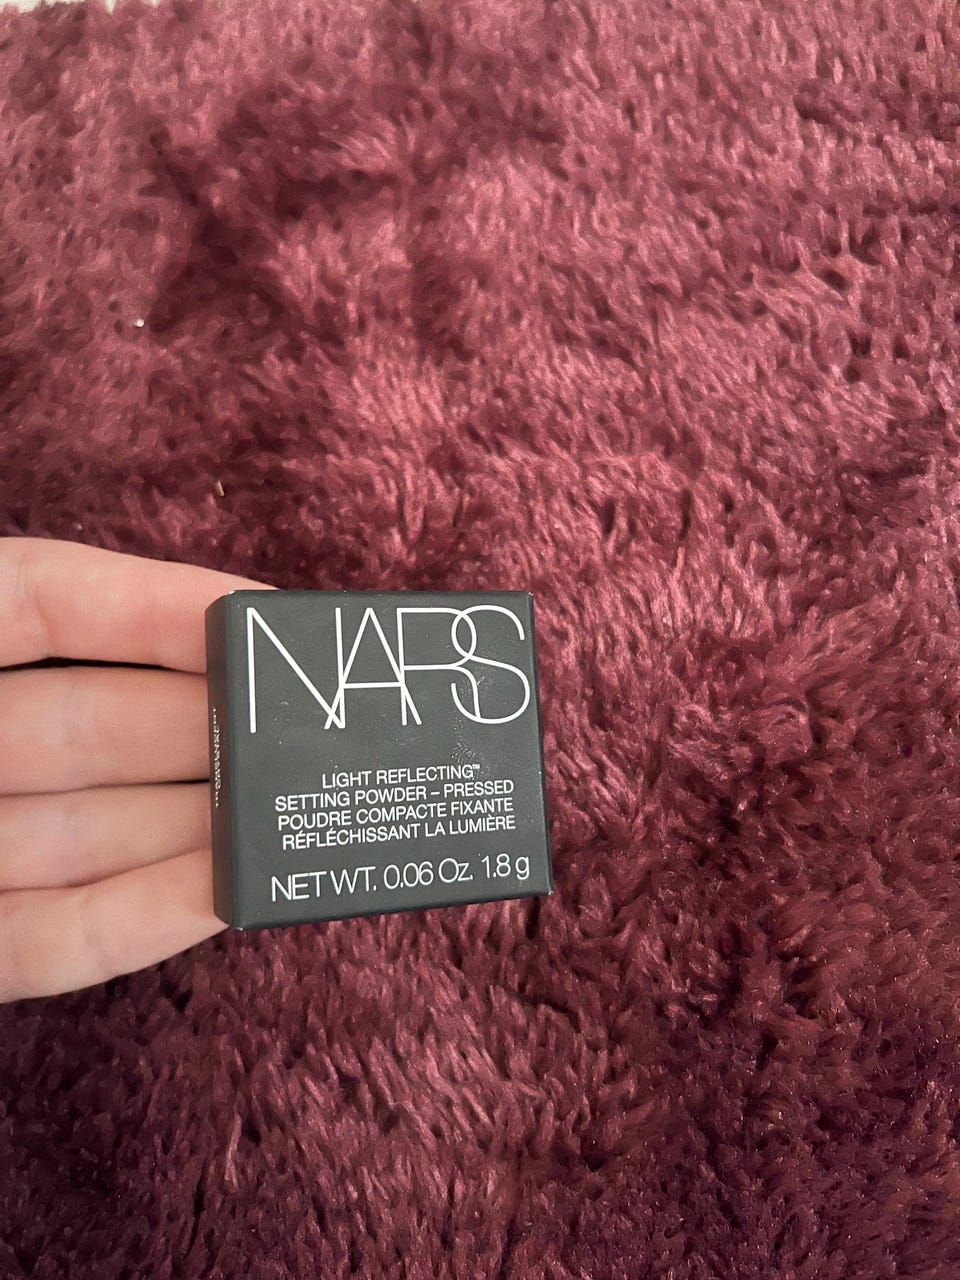 NARS
LIGHT REFLECTING™
SETTING POWDER – PRESSED
POUDRE COMPACTE FIXANTE
RÉFLÉCHISSANT LA LUMIÈRE
NET WT. 0.06 Oz. 1.8 g